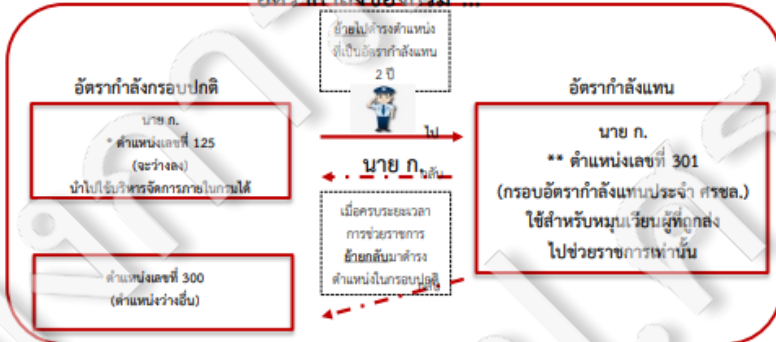 ย้ายไปดำรงตำแหน่ง
ที่เป็นอัตรากำลังแทน
2 ปี
อัตรากำลังกรอบปกติ
นาย ก.
* ตำแหน่งเลขที่ 125
(จะว่างลง)
นำไปใช้บริหารจัดการภายในกรมได้
ไป
นาย ก.
กลับ
อัตรากำลังแทน
นาย ก.
** ตำแหน่งเลขที่ 301
(กรอบอัตรากำลังแทนประจำ ศรชล.)
ใช้สำหรับหมุนเวียนผู้ที่ถูกส่ง
ไปช่วยราชการเท่านั้น
เมื่อครบระยะเวลา
การช่วยราชการ
ย้ายกลับมาดำรง
ตำแหน่งในกรอบปกติ
กลับ
ตำแหน่งเลขที่ 300
(ตำแหน่งว่างอื่น)